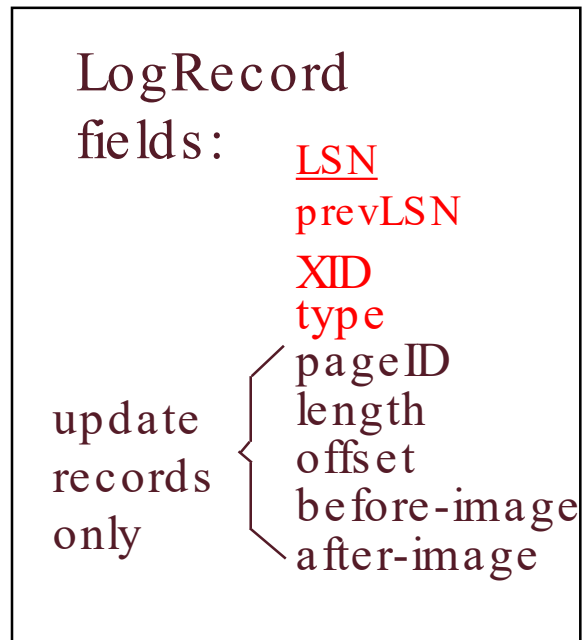 LogRecord
fields:
LSN
prevLSN
XID
type
pageID
length
offset
before-image
after-image
update
records
only